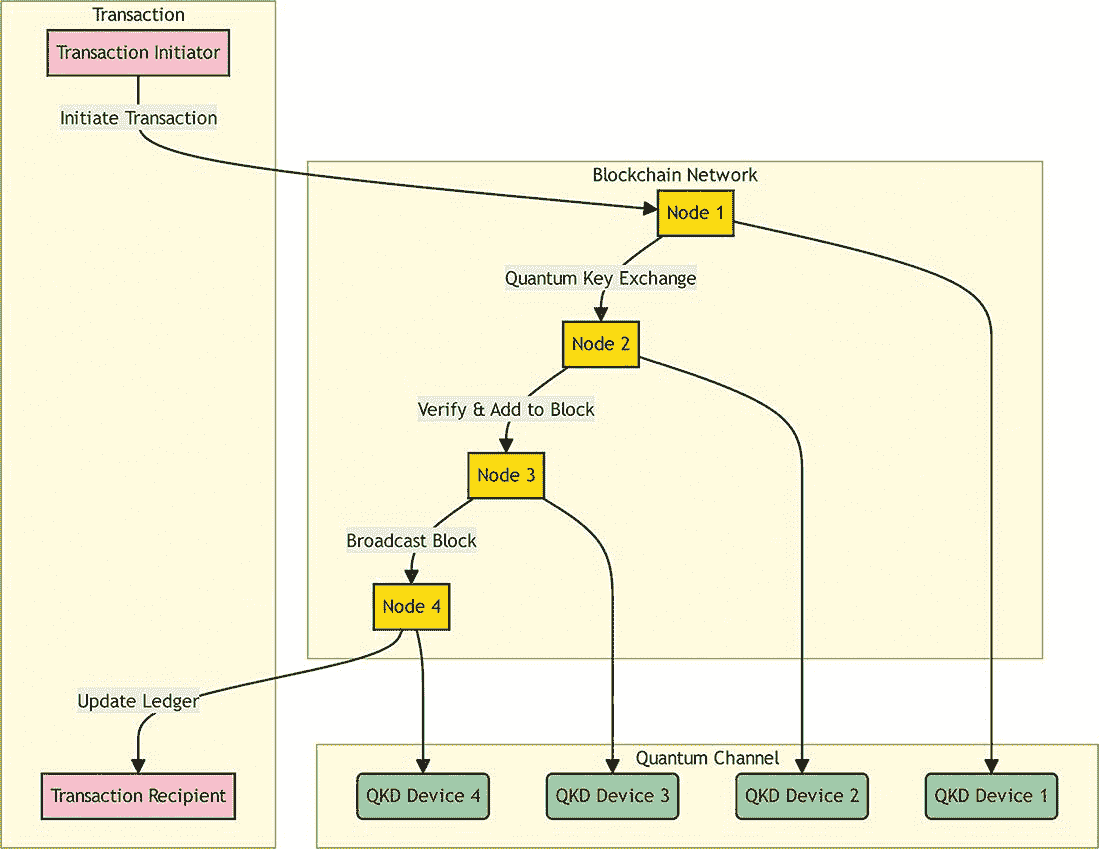 Transaction
Transaction Initiator
Initiate Transaction
Blockchain Network
Node 1
Quantum Key Exchange
Node 2
Verify & Add to Block
Node 3
Broadcast Block
Node 4
Update Ledger
Quantum Channel
Transaction Recipient
QKD Device 4
QKD Device 3
QKD Device 2
QKD Device 1